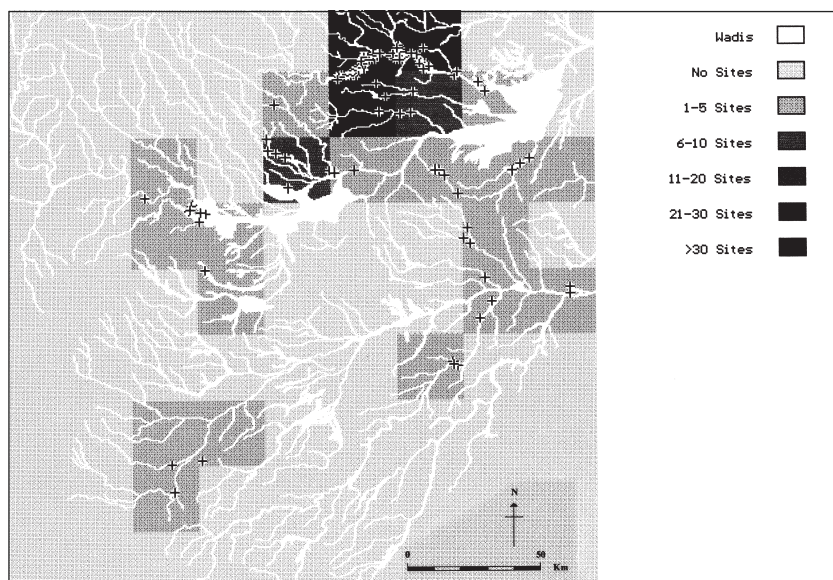 Wadis
No Sites
1-5 Sites
6-10 Sites
11-20 Sites
21-30 Sites
>30 Sites
N
0 50
Km